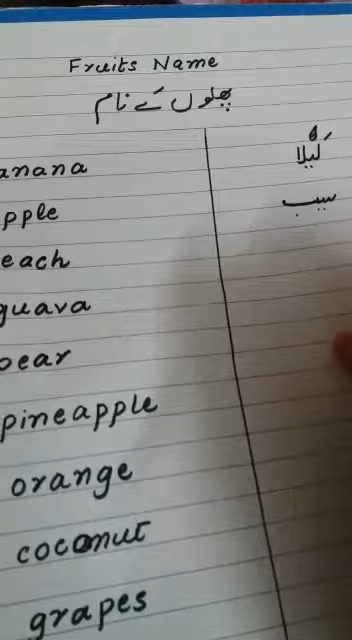 Fruits Name
پھلوں کے نام
anana کیلا
pple سیب
each
guava
pear
pineapple
orange
coconut
grapes